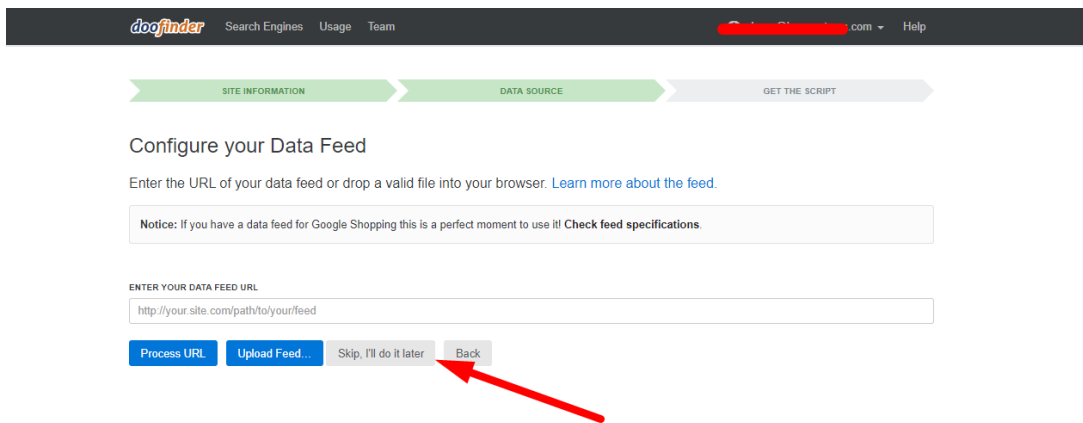 doofinder Search Engines Usage Team .com Help
SITE INFORMATION DATA SOURCE GET THE SCRIPT
Configure your Data Feed
Enter the URL of your data feed or drop a valid file into your browser. Learn more about the feed.
Notice: If you have a data feed for Google Shopping this is a perfect moment to use it! Check feed specifications.
ENTER YOUR DATA FEED URL
http://your.site.com/path/to/your/feed
Process URL Upload Feed... Skip, I'll do it later Back